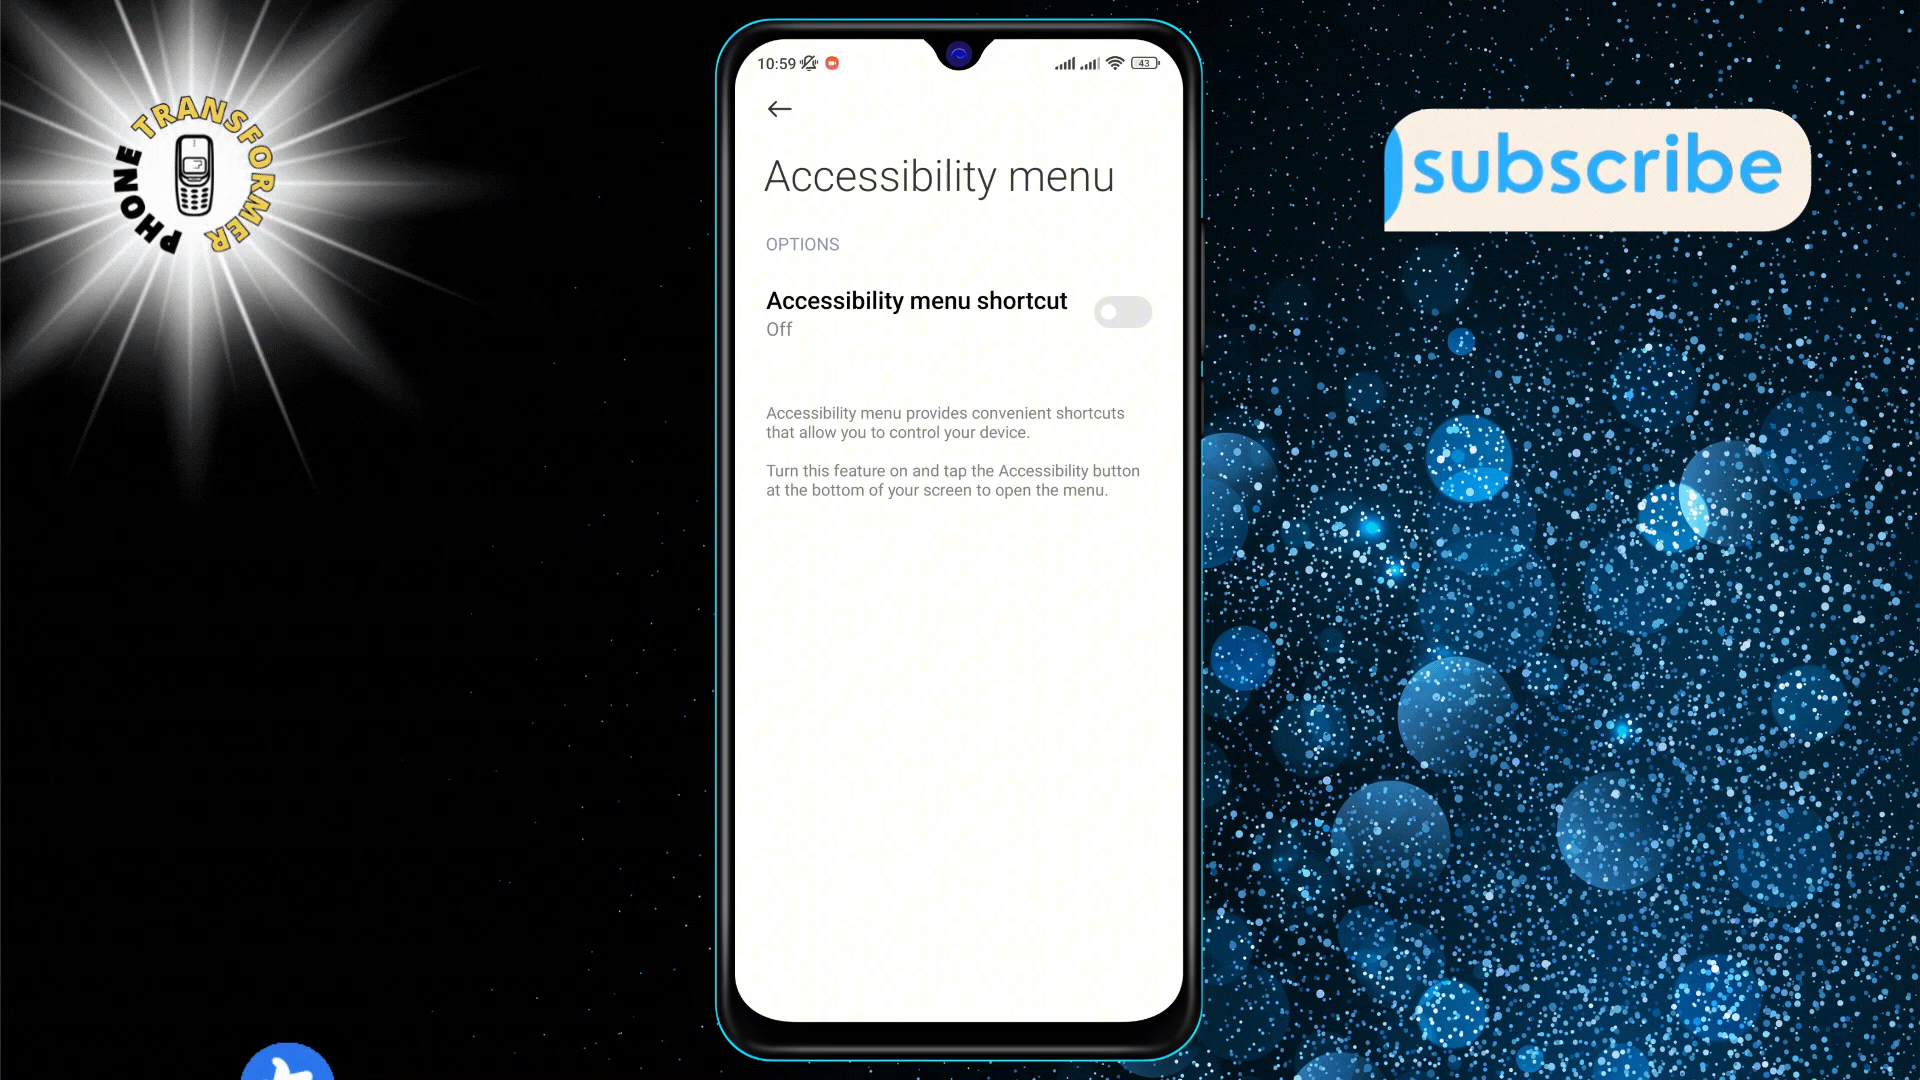 PHONE TRANSFORMER
10:59
43
Accessibility menu
OPTIONS
Accessibility menu shortcut
Off
Accessibility menu provides convenient shortcuts
that allow you to control your device.
Turn this feature on and tap the Accessibility button
at the bottom of your screen to open the menu.
subscribe